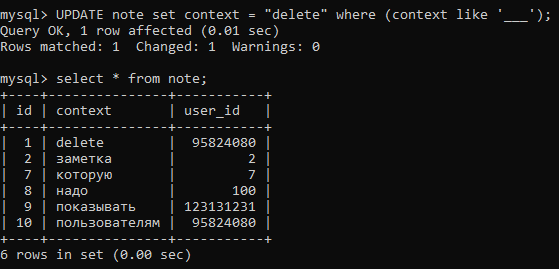 mysql> UPDATE note set context = "delete" where (context like '___');
Query OK, 1 row affected (0.01 sec)
Rows matched: 1  Changed: 1  Warnings: 0

mysql> select * from note;
+----+---------------+-----------+
| id | context       | user_id   |
+----+---------------+-----------+
|  1 | delete        |  95824080 |
|  2 | заметка       |         2 |
|  7 | которую       |         7 |
|  8 | надо          |       100 |
|  9 | показывать    | 123131231 |
| 10 | пользователям |  95824080 |
+----+---------------+-----------+
6 rows in set (0.00 sec)